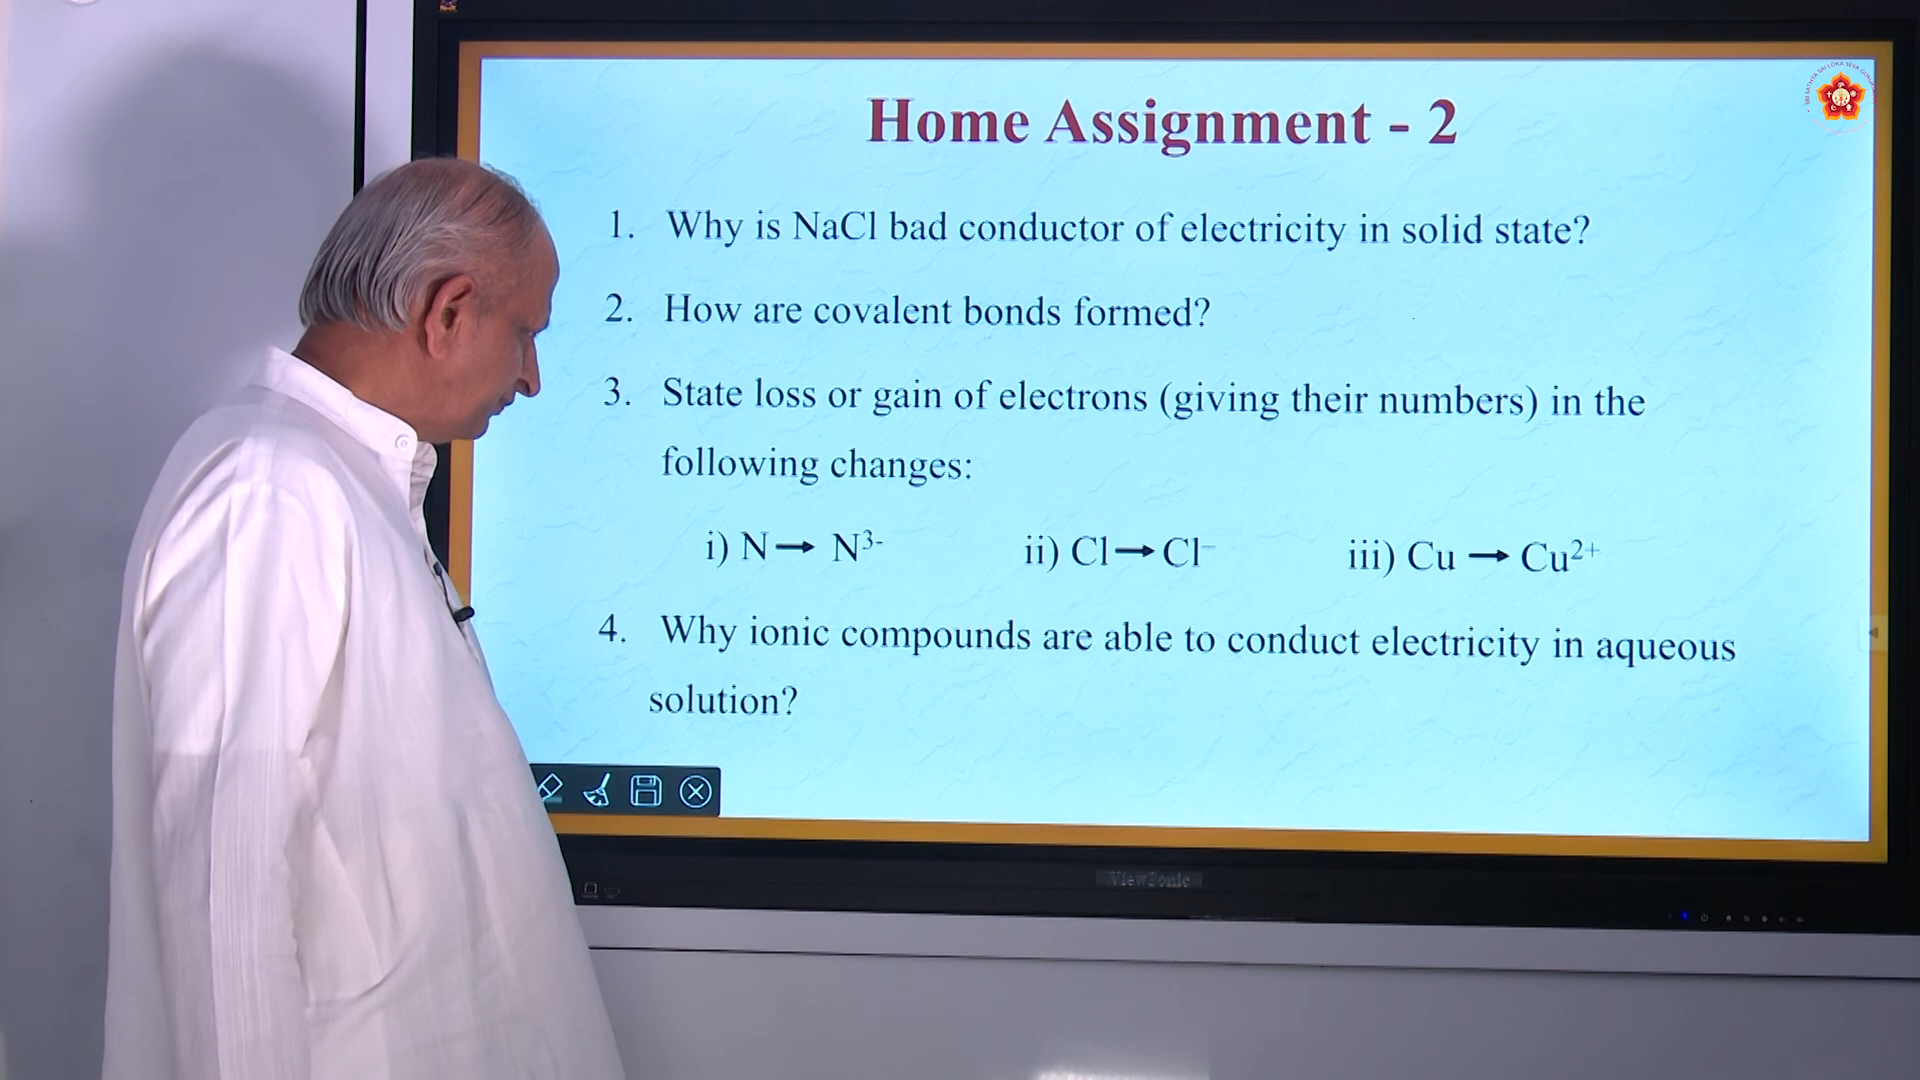 Home Assignment - 2
1. Why is NaCl bad conductor of electricity in solid state?
2. How are covalent bonds formed?
3. State loss or gain of electrons (giving their numbers) in the
following changes:
i) N→ N³⁻ ii) Cl→Cl⁻ iii) Cu → Cu²⁺
4. Why ionic compounds are able to conduct electricity in aqueous
solution?
ViewSonic